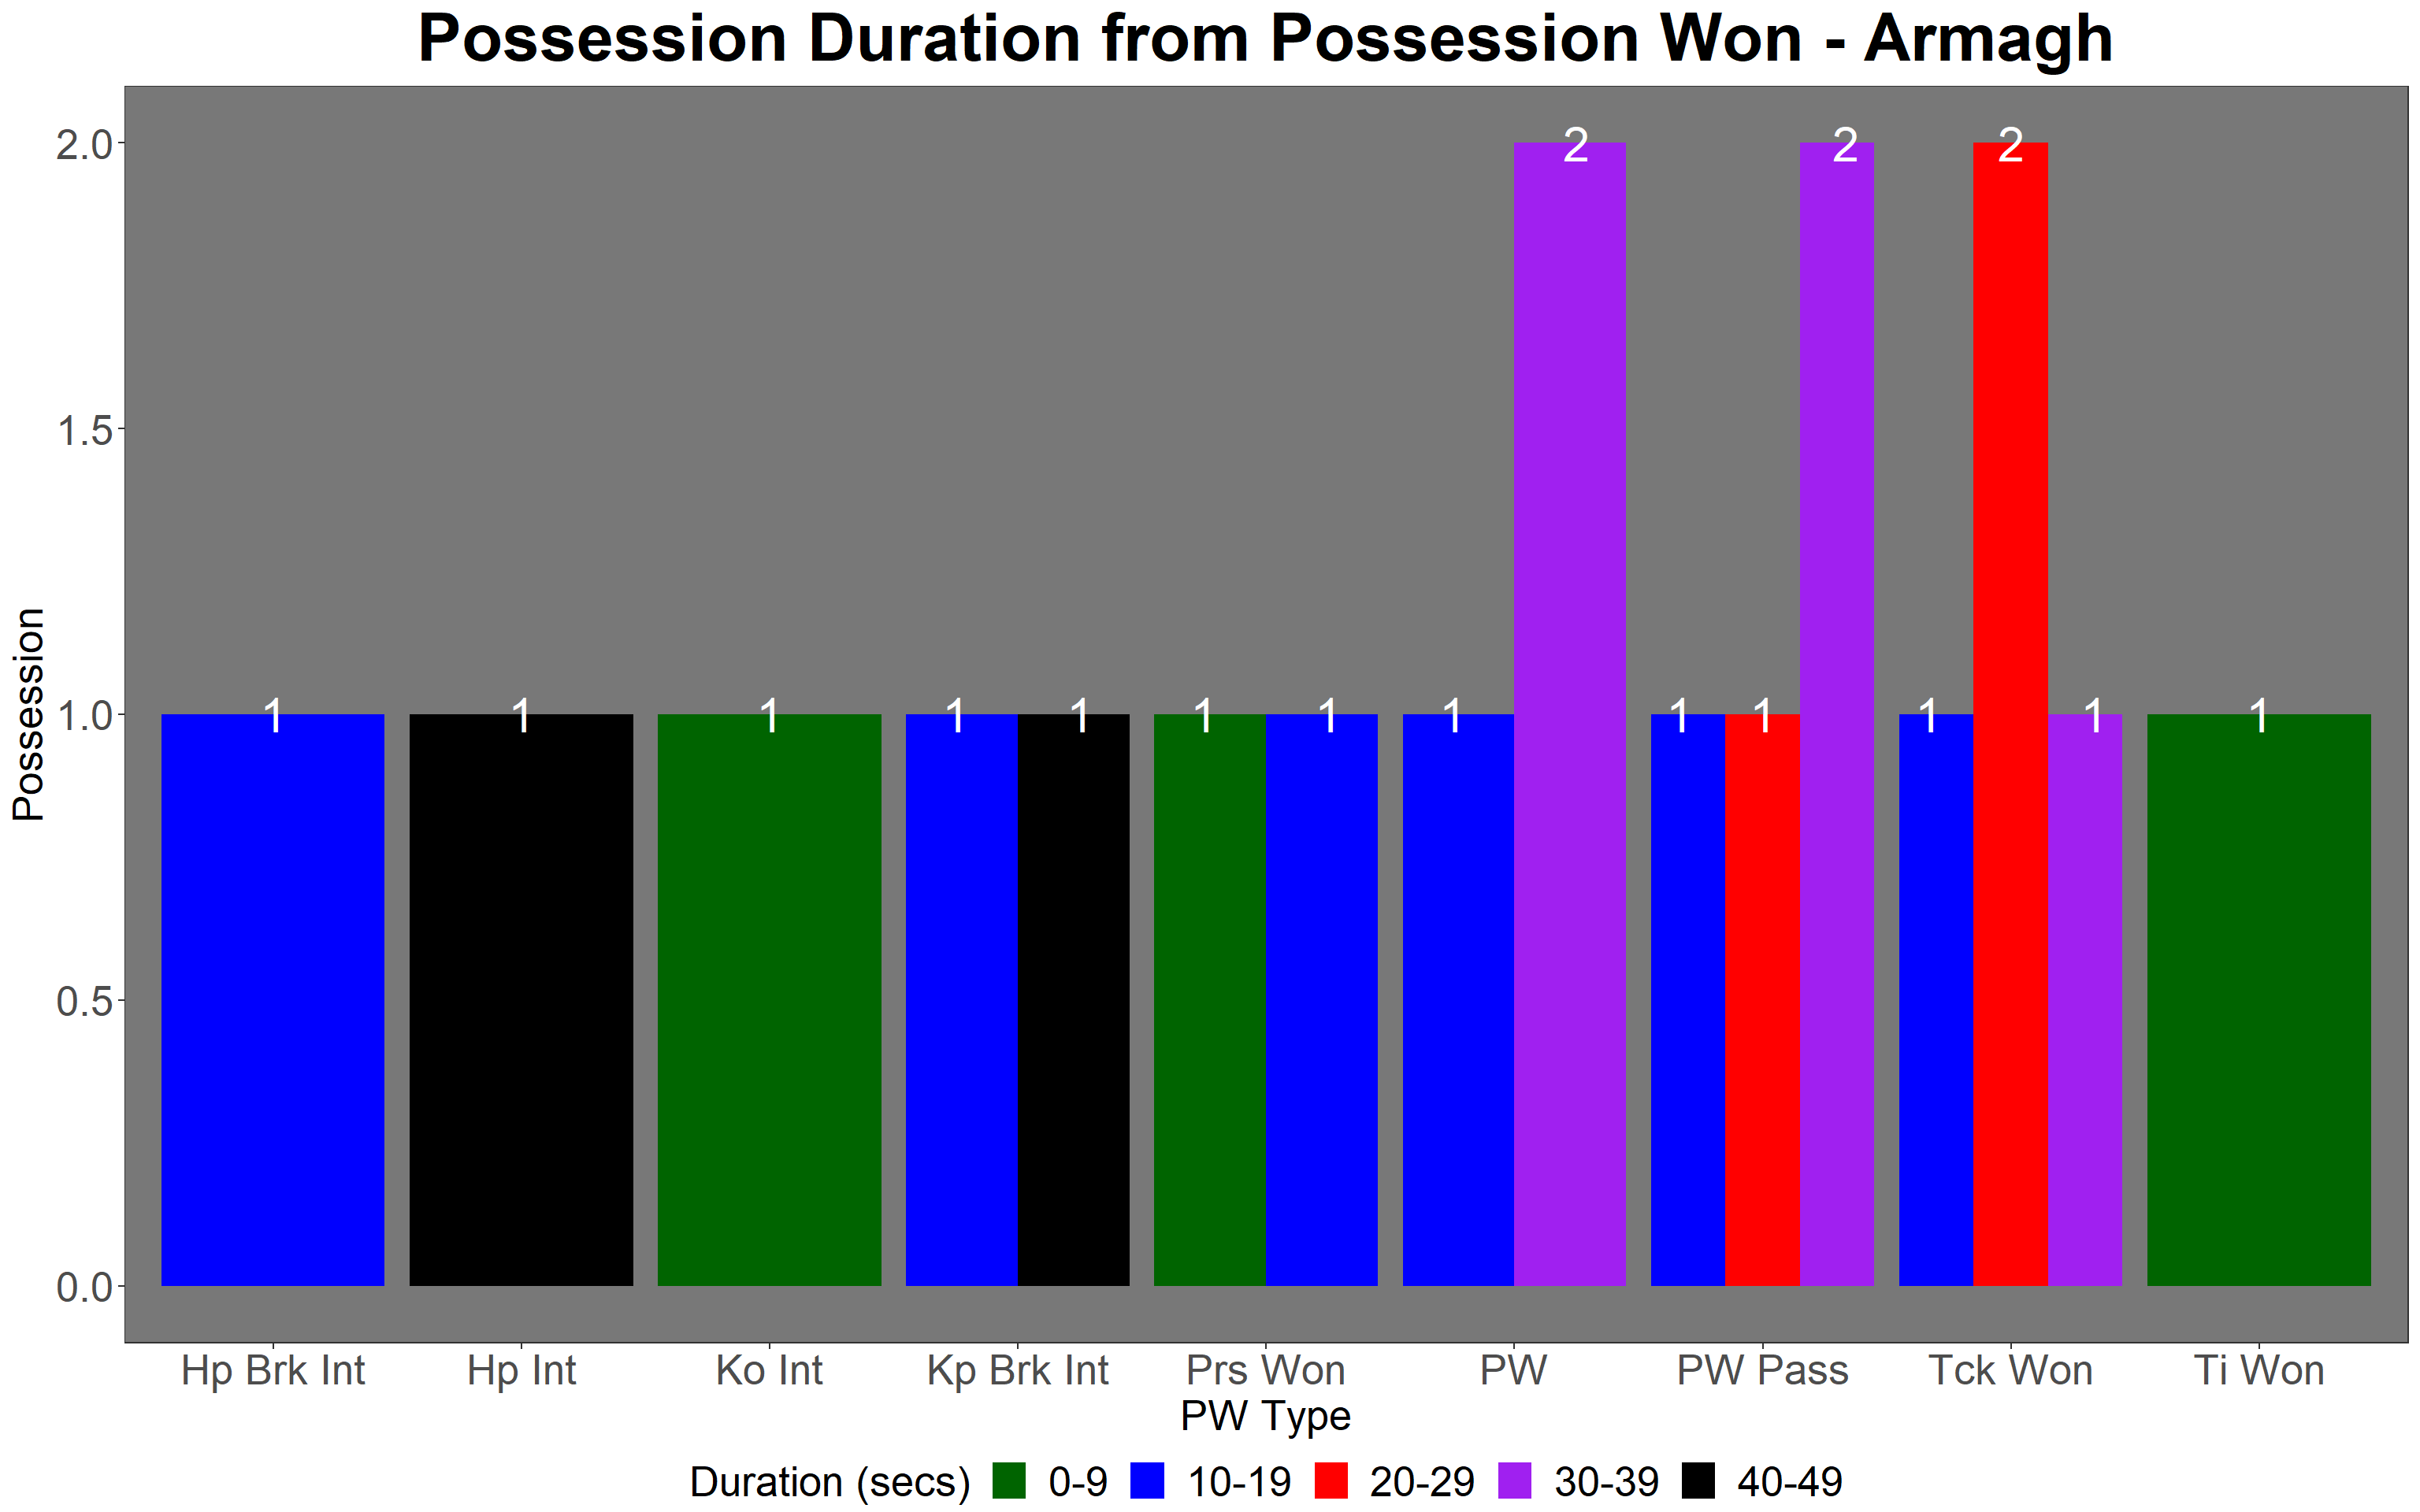 Possession Duration from Possession Won - Armagh
Possession
2.0
1.5
1.0
0.5
0.0
2 2 2
1 1 1 1 1 1 1 1 1 1 1 1 1
Hp Brk Int Hp Int Ko Int Kp Brk Int Prs Won PW PW Pass Tck Won Ti Won
PW Type
Duration (secs) 0-9 10-19 20-29 30-39 40-49